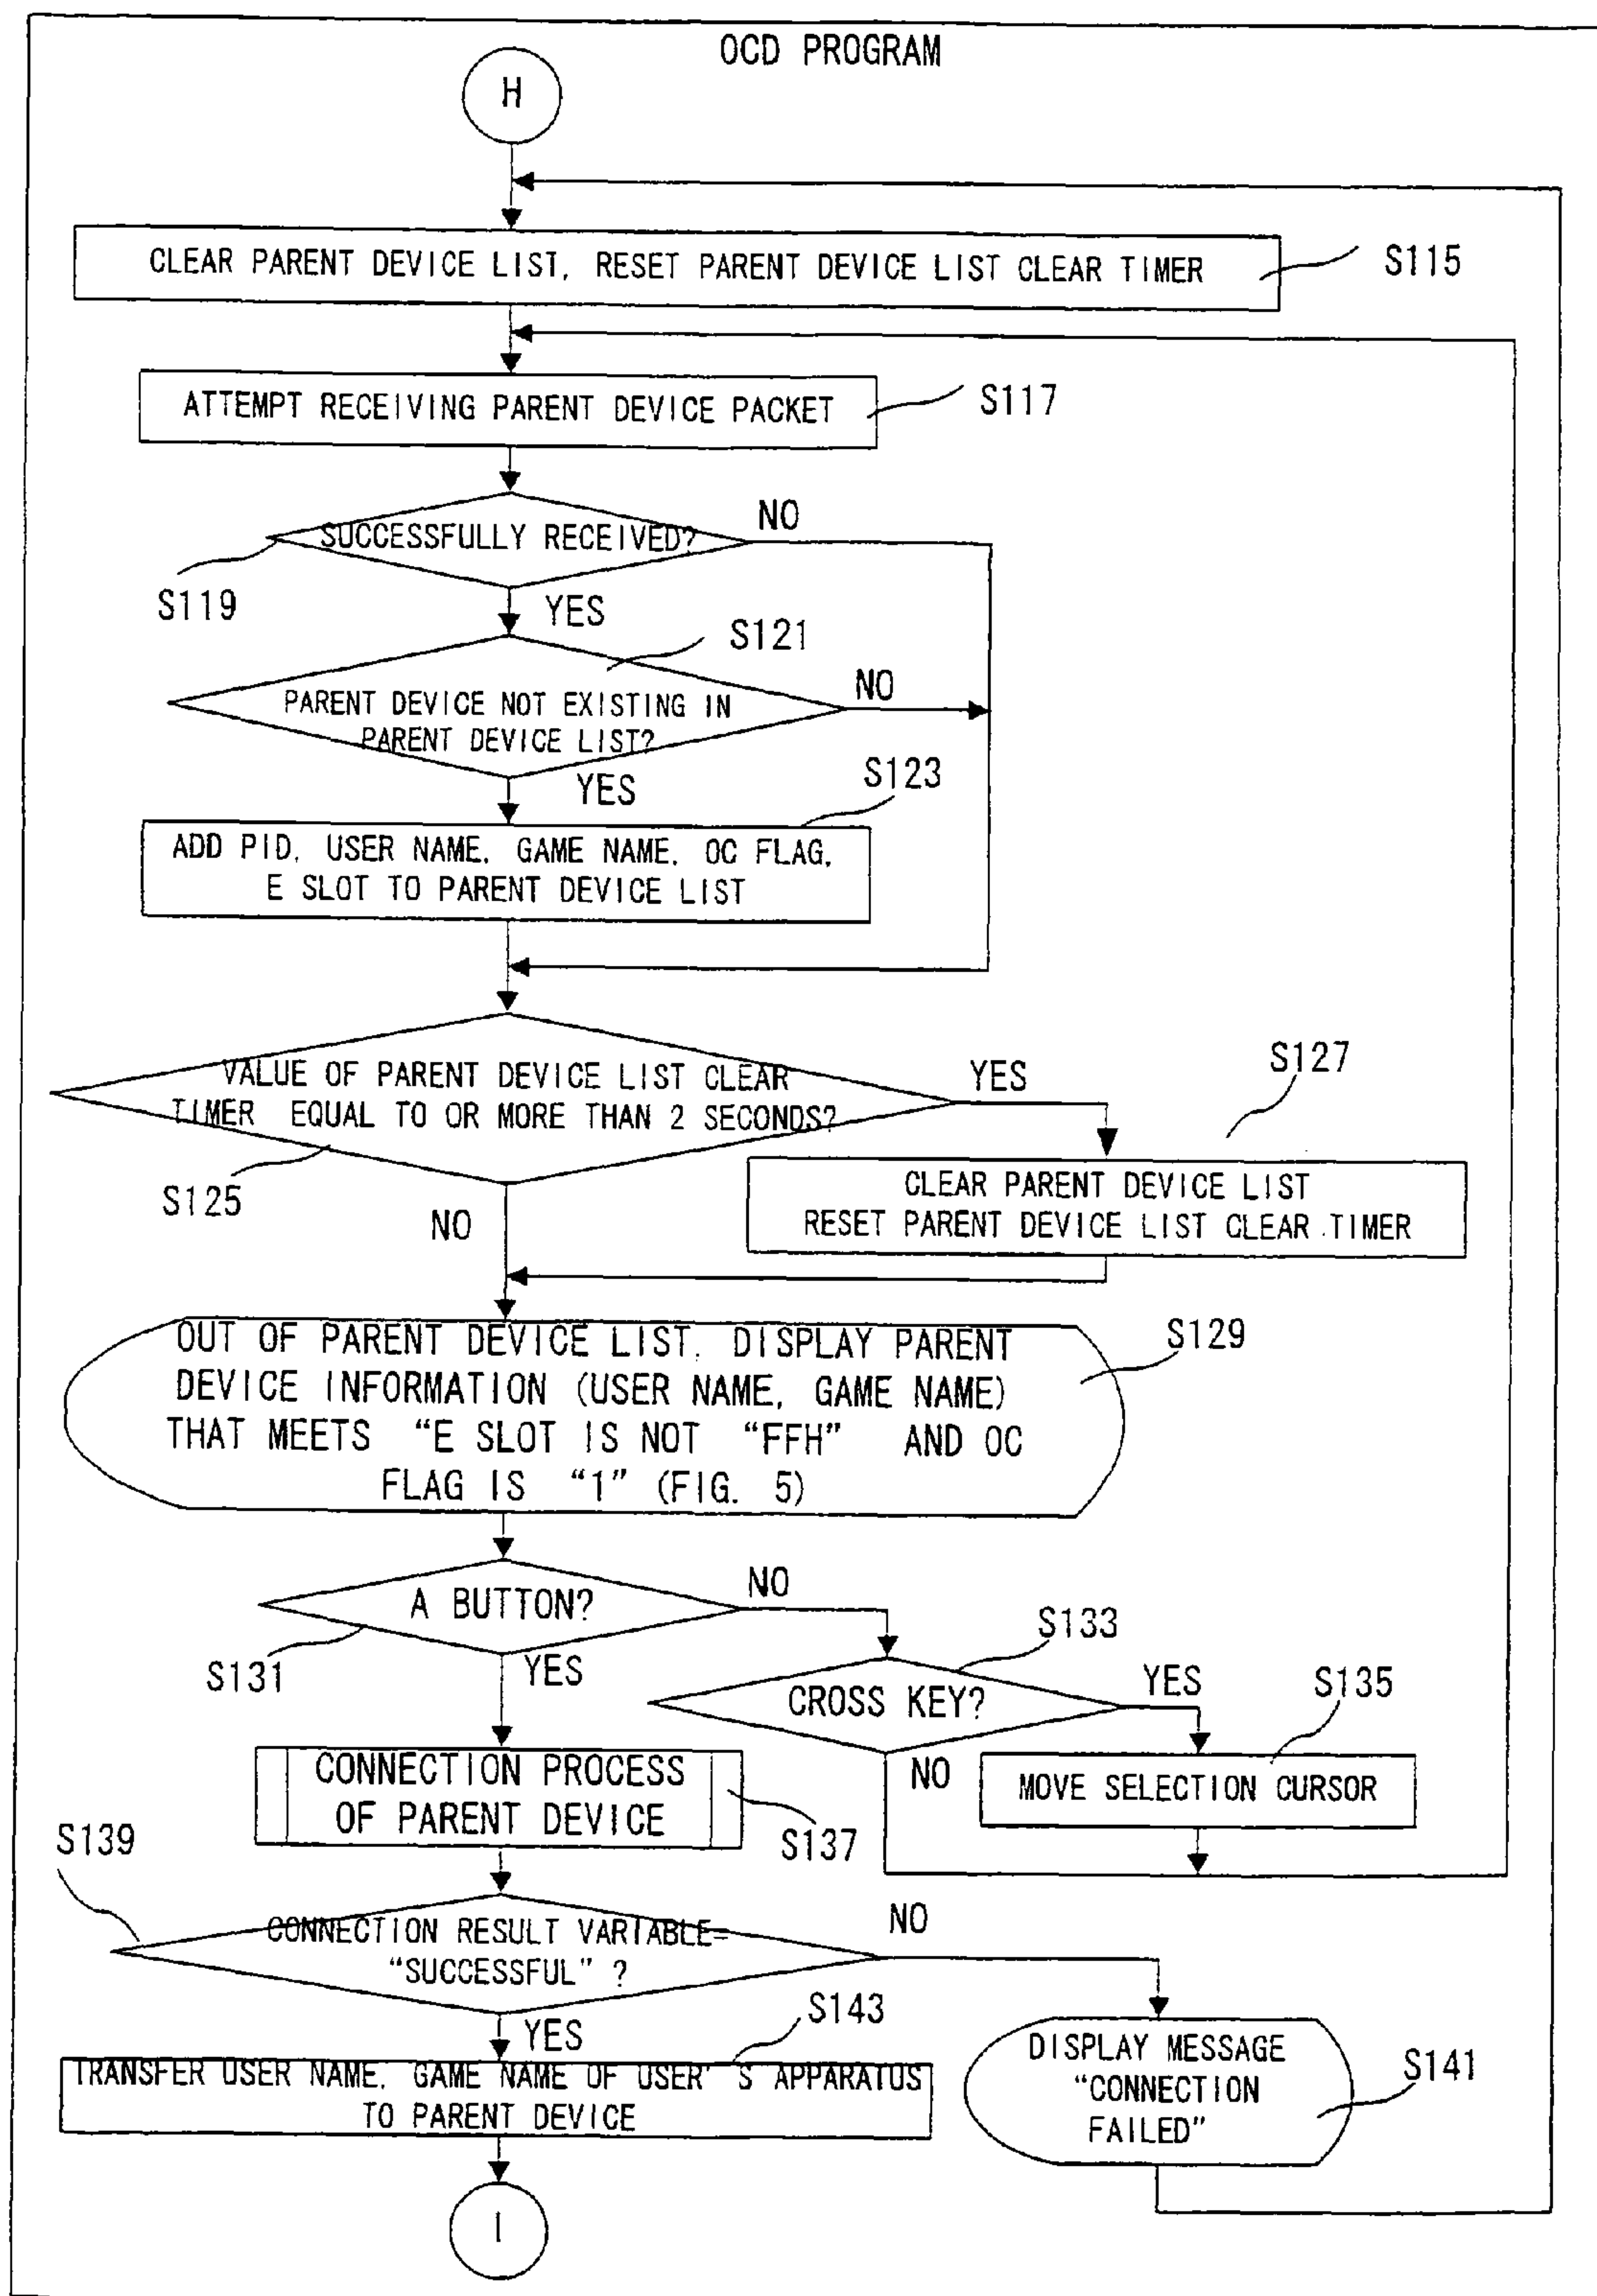 OCD PROGRAM
H
CLEAR PARENT DEVICE LIST, RESET PARENT DEVICE LIST CLEAR TIMER
S115
ATTEMPT RECEIVING PARENT DEVICE PACKET
S117
SUCCESSFULLY RECEIVED?
NO
S119
YES
S121
PARENT DEVICE NOT EXISTING IN
PARENT DEVICE LIST?
NO
YES
S123
ADD PID, USER NAME, GAME NAME, OC FLAG,
E SLOT TO PARENT DEVICE LIST
VALUE OF PARENT DEVICE LIST CLEAR
TIMER EQUAL TO OR MORE THAN 2 SECONDS?
YES
S127
S125
NO
CLEAR PARENT DEVICE LIST
RESET PARENT DEVICE LIST CLEAR TIMER
OUT OF PARENT DEVICE LIST, DISPLAY PARENT
DEVICE INFORMATION (USER NAME, GAME NAME)
THAT MEETS "E SLOT IS NOT "FFH" AND OC
FLAG IS "1" (FIG. 5)
S129
A BUTTON?
NO
S131
YES
S133
CROSS KEY?
YES
S135
NO
MOVE SELECTION CURSOR
CONNECTION PROCESS
OF PARENT DEVICE
S137
S139
CONNECTION RESULT VARIABLE=
"SUCCESSFUL" ?
NO
YES
S143
TRANSFER USER NAME, GAME NAME OF USER'S APPARATUS
TO PARENT DEVICE
DISPLAY MESSAGE
"CONNECTION
FAILED"
S141
I